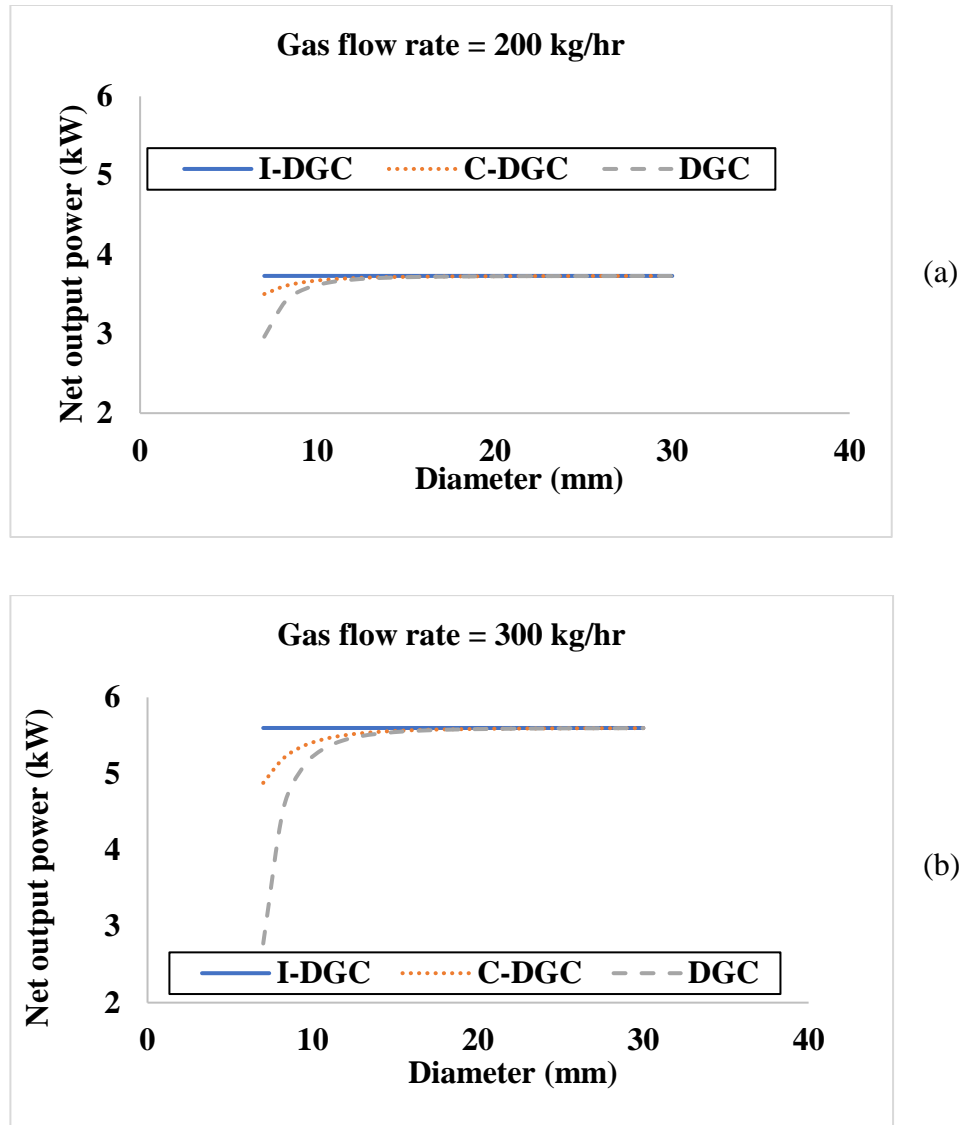 Gas flow rate = 200 kg/hr
6
5
4
3
2
Net output power (kW)
I-DGC C-DGC DGC
0 10 20 30 40
Diameter (mm)
(a)
Gas flow rate = 300 kg/hr
6
5
4
3
2
Net output power (kW)
I-DGC C-DGC DGC
0 10 20 30 40
Diameter (mm)
(b)